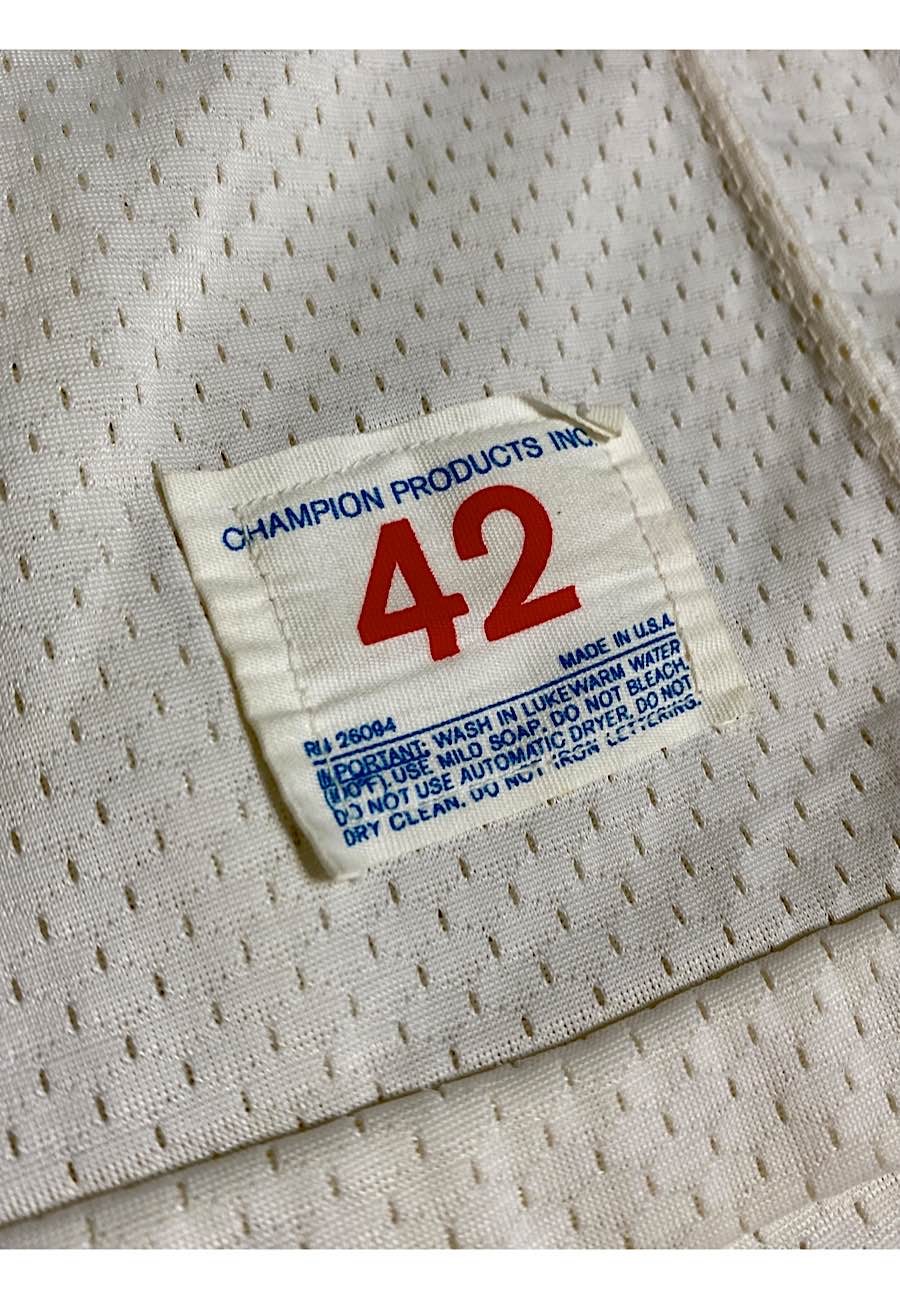 CHAMPION PRODUCTS INC.
42
MADE IN U.S.A.
RN 26094
IMPORTANT: WASH IN LUKEWARM WATER
(110°F). USE MILD SOAP. DO NOT BLEACH.
DO NOT USE AUTOMATIC DRYER. DO NOT
DRY CLEAN. DO NOT IRON LETTERING.